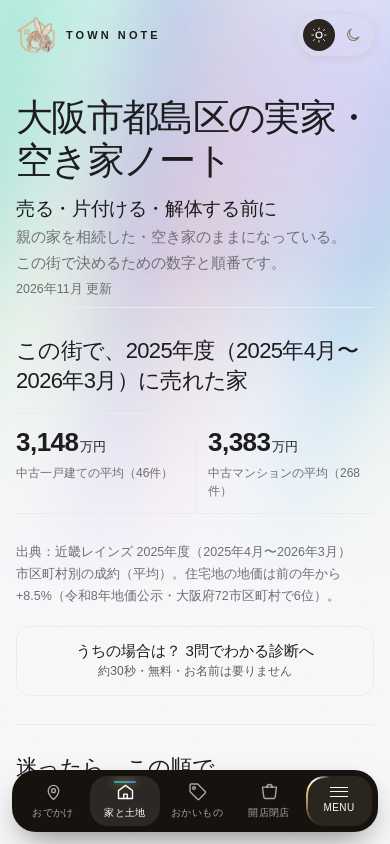 TOWN NOTE
大阪市都島区の実家・
空き家ノート
売る・片付ける・解体する前に
親の家を相続した・空き家のままになっている。
この街で決めるための数字と順番です。
2026年11月 更新
この街で、2025年度（2025年4月〜
2026年3月）に売れた家
3,148万円
中古一戸建ての平均（46件）
3,383万円
中古マンションの平均（268
件）
出典：近畿レインズ 2025年度（2025年4月〜2026年3月）
市区町村別の成約（平均）。住宅地の地価は前の年から
+8.5%（令和8年地価公示・大阪府72市区町村で6位）。
うちの場合は？ 3問でわかる診断へ
約30秒・無料・お名前は要りません
迷ったら、この順で
おでかけ
家と土地
おかいもの
開店閉店
MENU